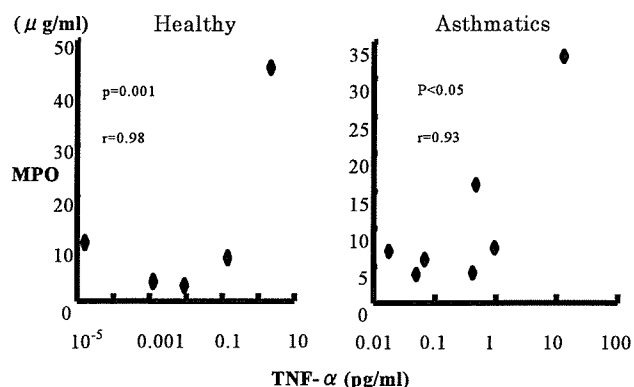 (μg/ml)
Healthy
Asthmatics
50
40
30
20
10
0
MPO
p=0.001
r=0.98
10-5
0.001
0.1
10
35
30
25
20
15
10
5
0
P<0.05
r=0.93
0.01
0.1
1
10
100
TNF-α (pg/ml)